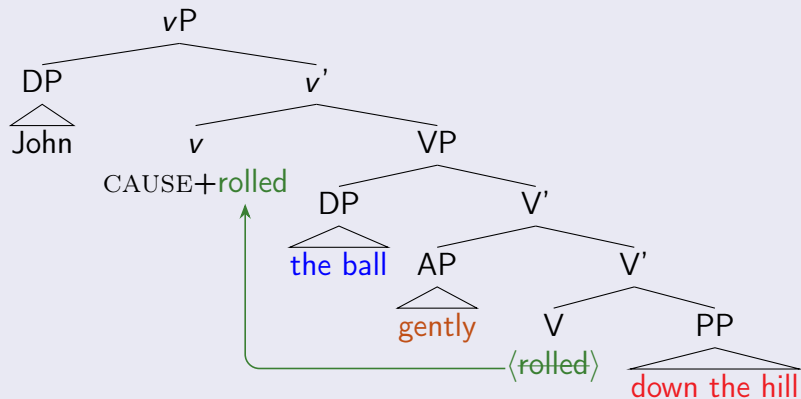 vP
DP v'
John v VP
CAUSE+rolled DP V'
the ball AP V'
gently V PP
⟨rolled⟩ down the hill